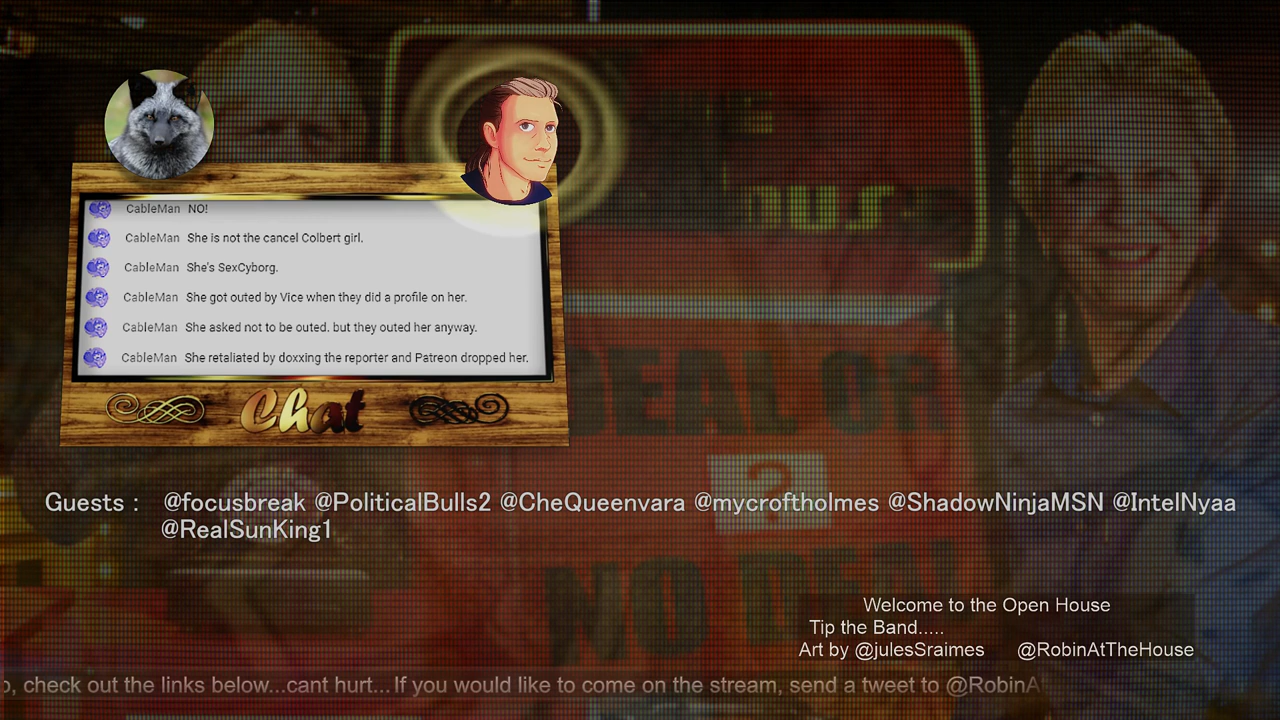 ous
CableMan NO!
CableMan She is not the cancel Colbert girl.
CableMan She's SexCyborg.
CableMan She got outed by Vice when they did a profile on her.
CableMan She asked not to be outed. but they outed her anyway.
CableMan She retaliated by doxxing the reporter and Patreon dropped her.
Chat
DEAL OR
?
NO DEAL
Guests : @focusbreak @PoliticalBulls2 @CheQueenvara @mycroftholmes @ShadowNinjaMSN @IntelNyaa
@RealSunKing1
Welcome to the Open House
Tip the Band.....
Art by @julesSraimes @RobinAtTheHouse
, check out the links below...cant hurt... If you would like to come on the stream, send a tweet to @RobinA